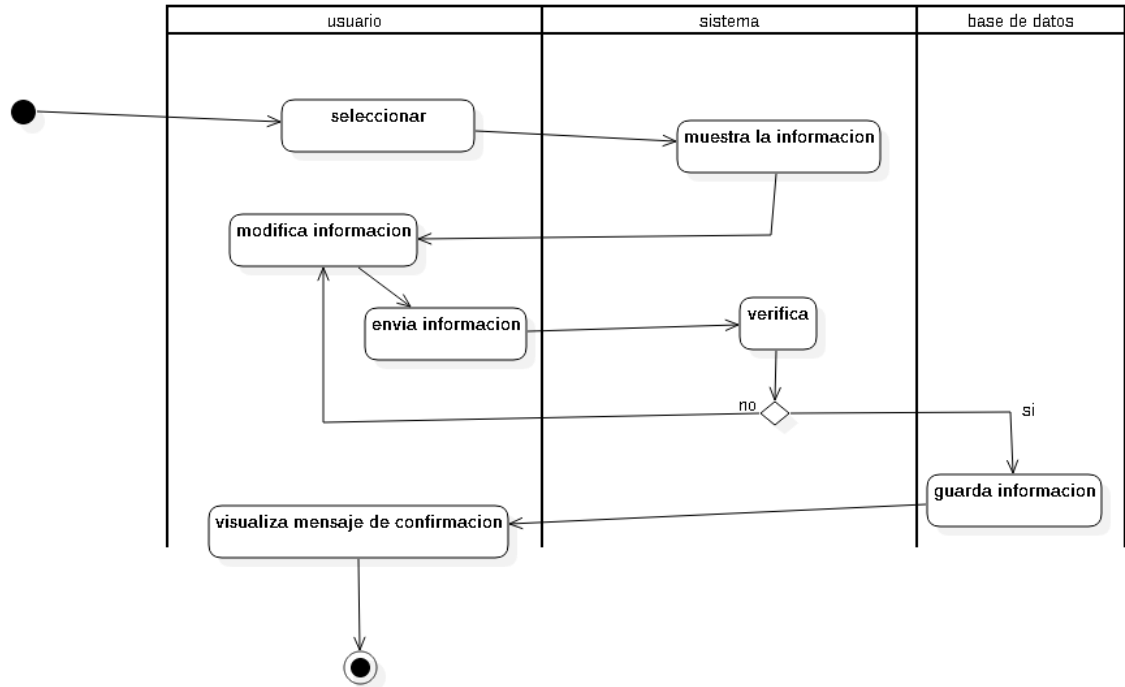 usuario
sistema
base de datos
seleccionar
muestra la informacion
modifica informacion
envia informacion
verifica
no
si
guarda informacion
visualiza mensaje de confirmacion